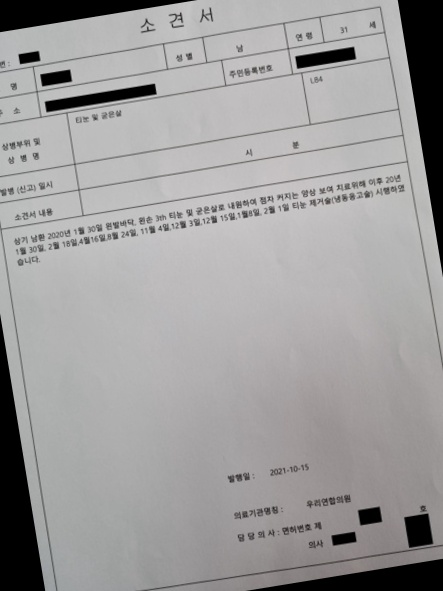 소 견 서
번 :
명
성 별
남
연 령
31
세
주 소
주민등록번호
상병부위 및
상 병 명
티눈 및 굳은살
L84
발병 (신고) 일시
시 분
소견서 내용
상기 남환 2020년 1월 30일 왼발바닥, 왼손 3th 티눈 및 굳은살로 내원하여 점차 커지는 양상 보여 치료위해 이후 20년
1월 30일, 2월 18일,4월16일,8월 24일, 11월 4일,12월 3일,12월 15일,1월8일, 2월 1일 티눈 제거술(냉동응고술) 시행하였
습니다.
발행일 : 2021-10-15
의료기관명칭 : 우리연합의원
담 당 의 사 : 면허번호 제 호
의사